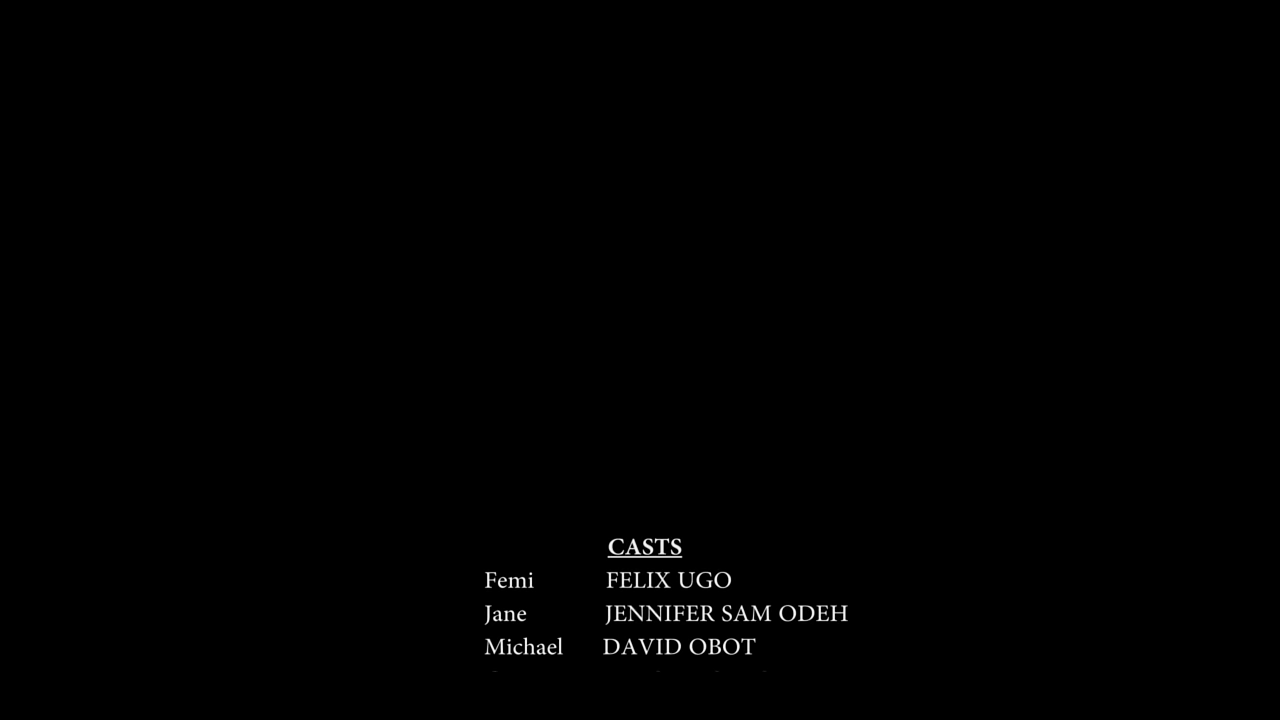 CASTS
Femi FELIX UGO
Jane JENNIFER SAM ODEH
Michael DAVID OBOT